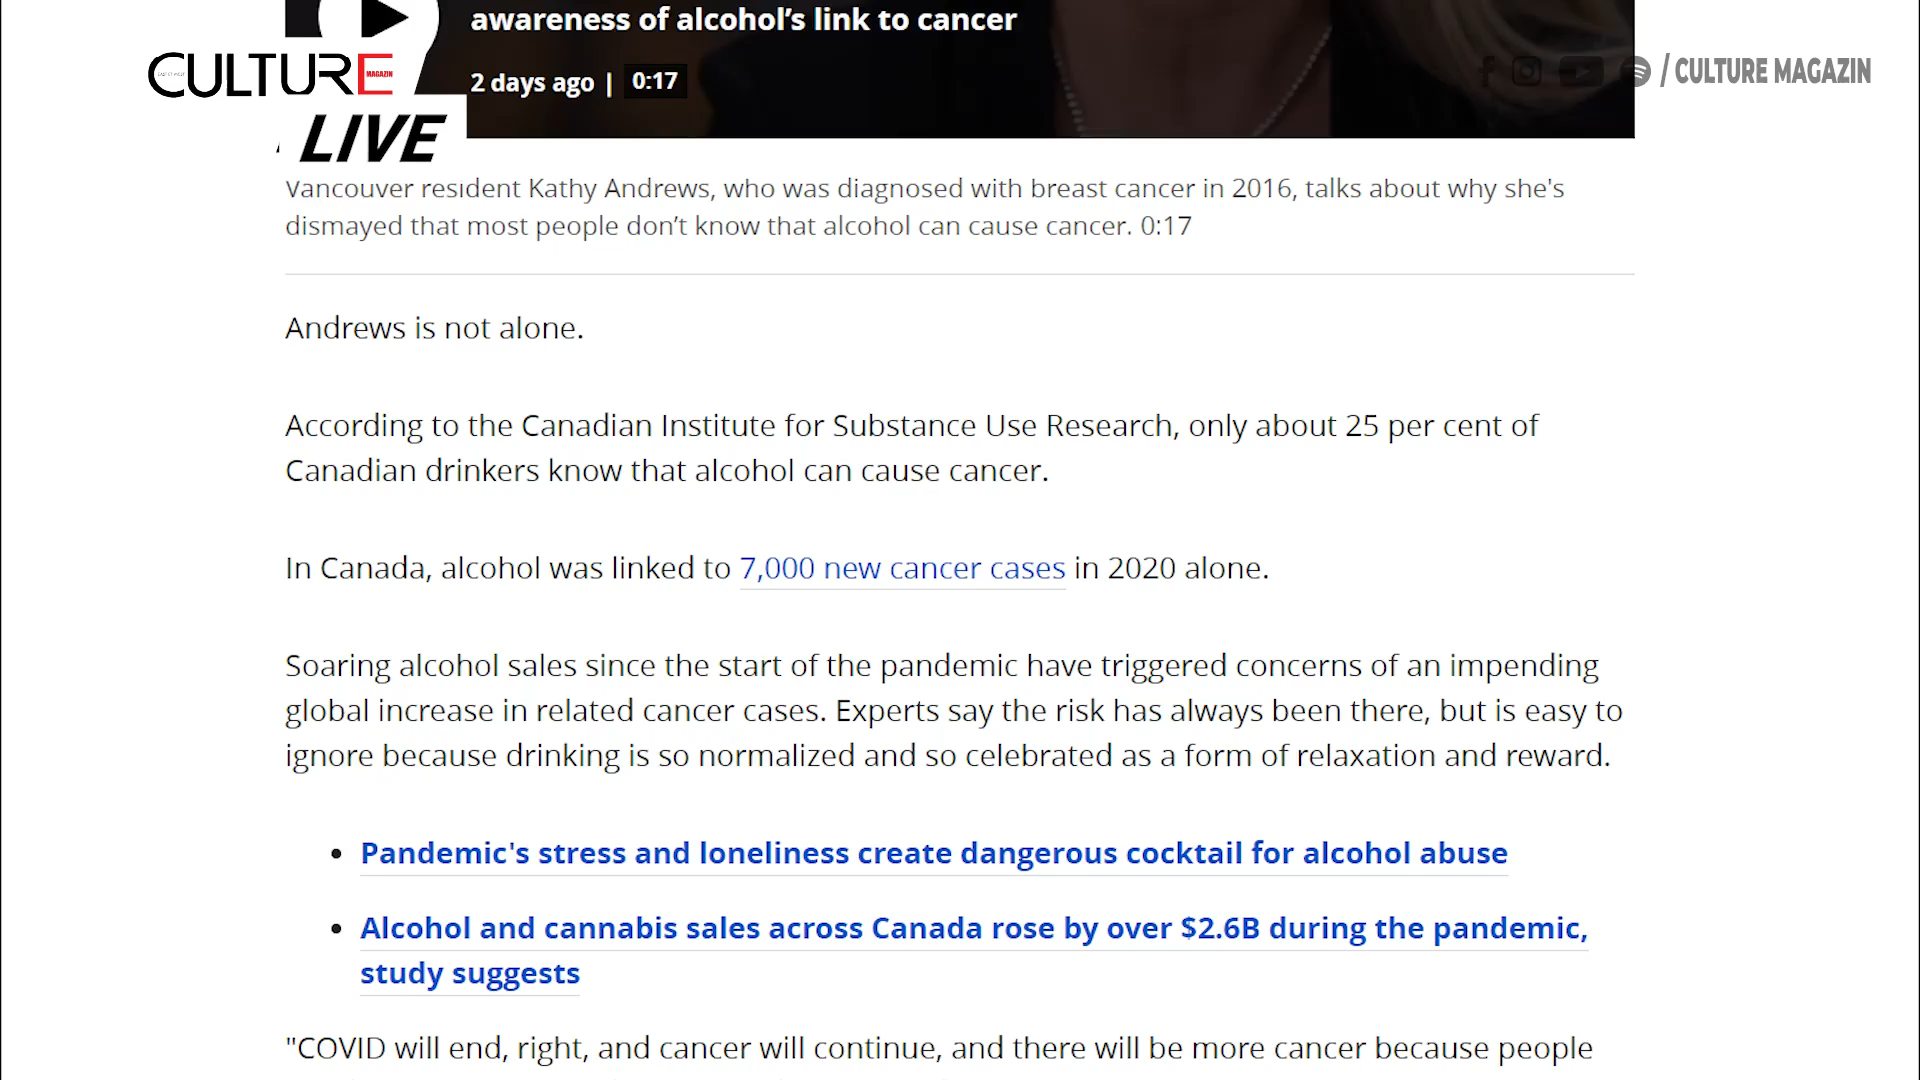 awareness of alcohol’s link to cancer
CULTURE
MAGAZIN
/ CULTURE MAGAZIN
2 days ago | 0:17
LIVE
Vancouver resident Kathy Andrews, who was diagnosed with breast cancer in 2016, talks about why she's
dismayed that most people don’t know that alcohol can cause cancer. 0:17
Andrews is not alone.
According to the Canadian Institute for Substance Use Research, only about 25 per cent of
Canadian drinkers know that alcohol can cause cancer.
In Canada, alcohol was linked to 7,000 new cancer cases in 2020 alone.
Soaring alcohol sales since the start of the pandemic have triggered concerns of an impending
global increase in related cancer cases. Experts say the risk has always been there, but is easy to
ignore because drinking is so normalized and so celebrated as a form of relaxation and reward.
• Pandemic's stress and loneliness create dangerous cocktail for alcohol abuse
• Alcohol and cannabis sales across Canada rose by over $2.6B during the pandemic,
study suggests
"COVID will end, right, and cancer will continue, and there will be more cancer because people